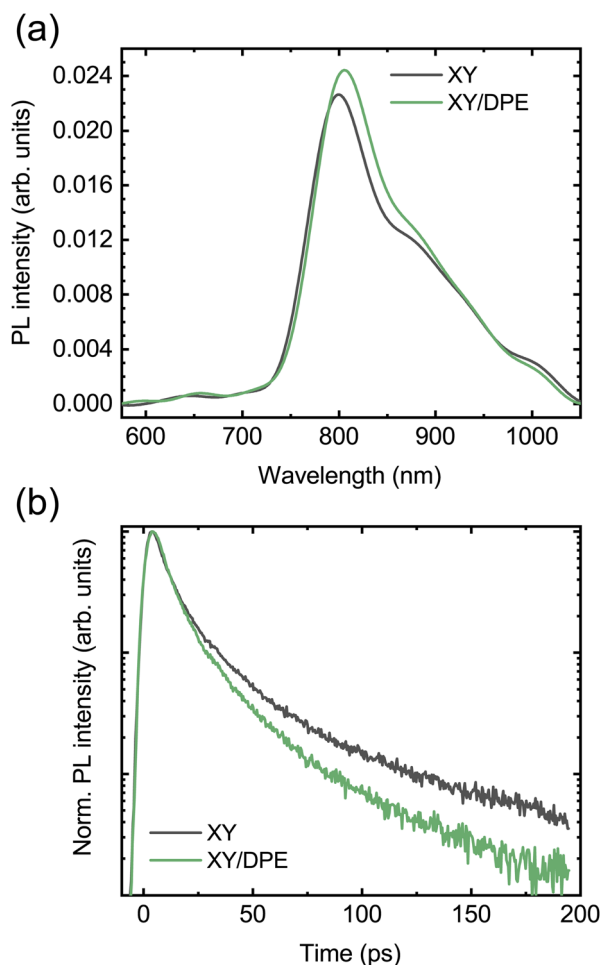 (a)
0.024
0.020
0.016
0.012
0.008
0.004
0.000
PL intensity (arb. units)
XY
XY/DPE
600 700 800 900 1000
Wavelength (nm)
(b)
Norm. PL intensity (arb. units)
XY
XY/DPE
0 50 100 150 200
Time (ps)